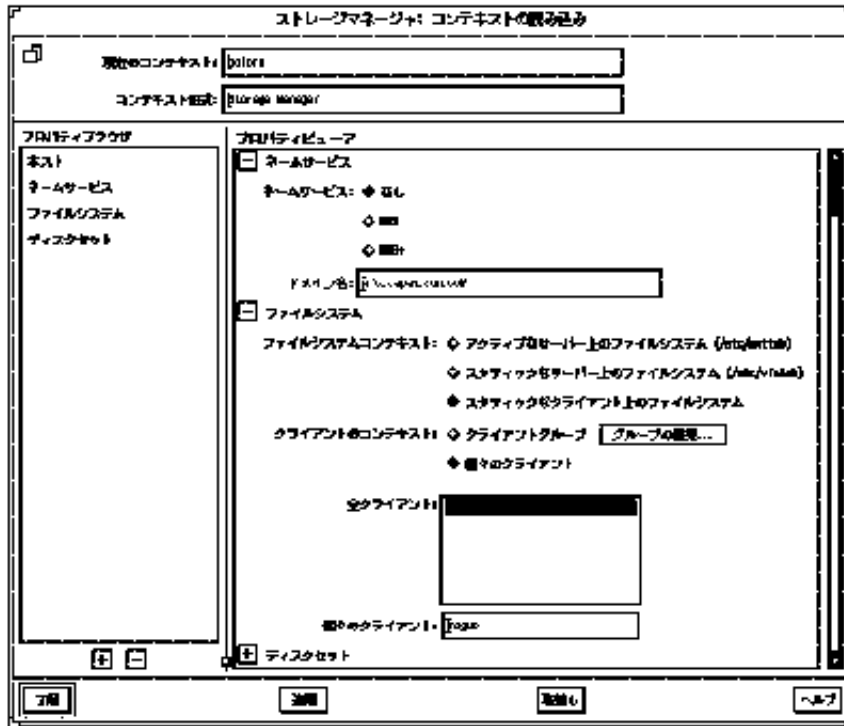 ストレージマネージャ: コンテキストの読み込み
現在のコンテキスト:
コンテキスト形式: Storage Manager
プロパティブラウザ
ホスト
ネームサービス
ファイルシステム
ディスクセット
プロパティビューア
ネームサービス
ネームサービス: なし
ドメイン名:
ファイルシステム
ファイルシステムコンテキスト: アクティブなサーバー上のファイルシステム (/etc/mnttab)
スタティックなサーバー上のファイルシステム (/etc/vfstab)
スタティックなクライアント上のファイルシステム
クライアントのコンテキスト: クライアントグループ グループの
個々のクライアント
全クライアント:
個々のクライアント:
ディスクセット
了解
適用
取消し
ヘルプ